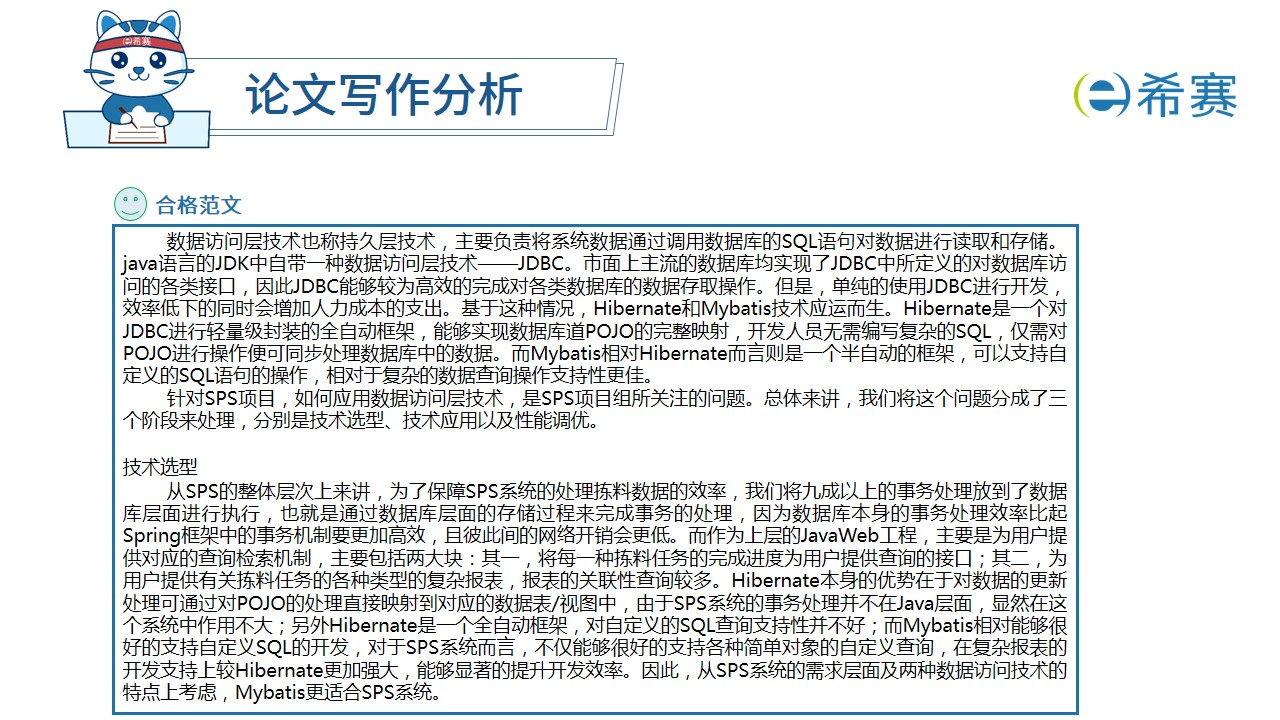 希赛
论文写作分析
希赛
合格范文
数据访问层技术也称持久层技术，主要负责将系统数据通过调用数据库的SQL语句对数据进行读取和存储。
java语言的JDK中自带一种数据访问层技术——JDBC。市面上主流的数据库均实现了JDBC中所定义的对数据库访
问的各类接口，因此JDBC能够较为高效的完成对各类数据库的数据存取操作。但是，单纯的使用JDBC进行开发，
效率低下的同时会增加人力成本的支出。基于这种情况，Hibernate和Mybatis技术应运而生。Hibernate是一个对
JDBC进行轻量级封装的全自动框架，能够实现数据库道POJO的完整映射，开发人员无需编写复杂的SQL，仅需对
POJO进行操作便可同步处理数据库中的数据。而Mybatis相对Hibernate而言则是一个半自动的框架，可以支持自
定义的SQL语句的操作，相对于复杂的数据查询操作支持性更佳。
针对SPS项目，如何应用数据访问层技术，是SPS项目组所关注的问题。总体来讲，我们将这个问题分成了三
个阶段来处理，分别是技术选型、技术应用以及性能调优。
技术选型
从SPS的整体层次上来讲，为了保障SPS系统的处理拣料数据的效率，我们将九成以上的事务处理放到了数据
库层面进行执行，也就是通过数据库层面的存储过程来完成事务的处理，因为数据库本身的事务处理效率比起
Spring框架中的事务机制要更加高效，且彼此间的网络开销会更低。而作为上层的JavaWeb工程，主要是为用户提
供对应的查询检索机制，主要包括两大块：其一，将每一种拣料任务的完成进度为用户提供查询的接口；其二，为
用户提供有关拣料任务的各种类型的复杂报表，报表的关联性查询较多。Hibernate本身的优势在于对数据的更新
处理可通过对POJO的处理直接映射到对应的数据表/视图中，由于SPS系统的事务处理并不在Java层面，显然在这
个系统中作用不大；另外Hibernate是一个全自动框架，对自定义的SQL查询支持性并不好；而Mybatis相对能够很
好的支持自定义SQL的开发，对于SPS系统而言，不仅能够很好的支持各种简单对象的自定义查询，在复杂报表的
开发支持上较Hibernate更加强大，能够显著的提升开发效率。因此，从SPS系统的需求层面及两种数据访问技术的
特点上考虑，Mybatis更适合SPS系统。